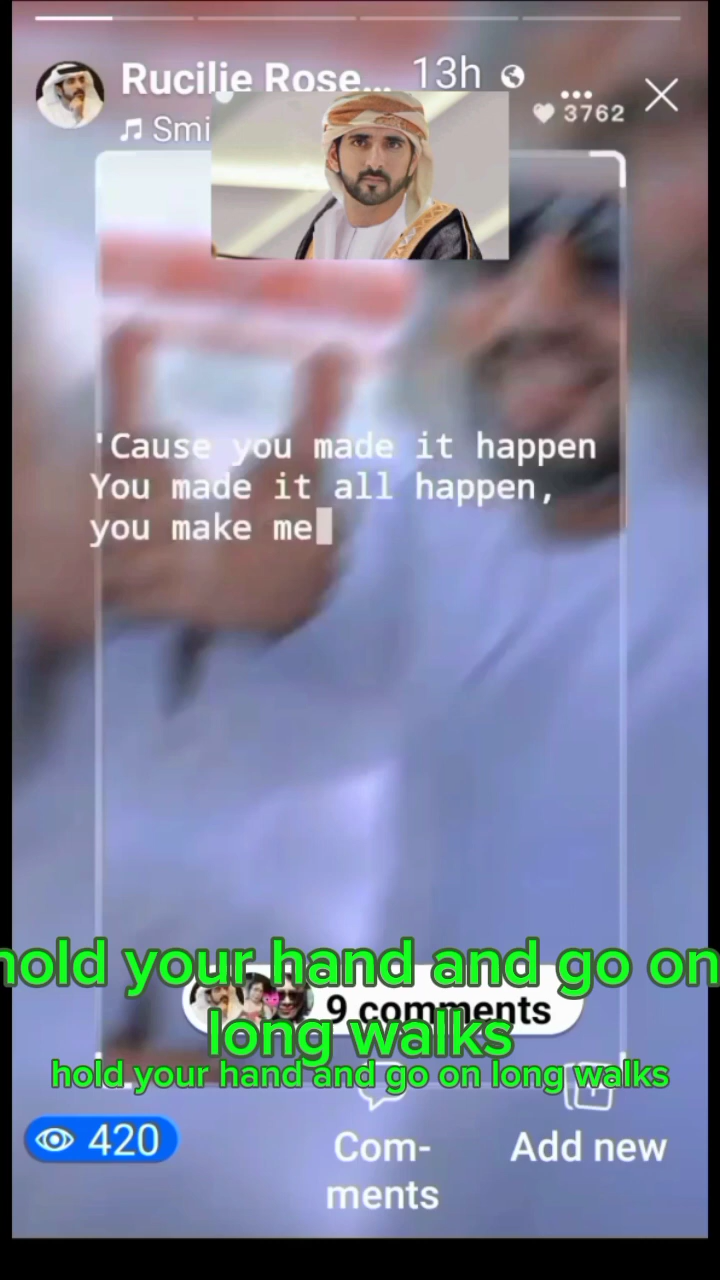 Rucilie Rose... 13h
3762
Smi
'Cause you made it happen
You made it all happen,
you make me
hold your hand and go on
long walks
9 comments
hold your hand and go on long walks
420
Com-
ments
Add new